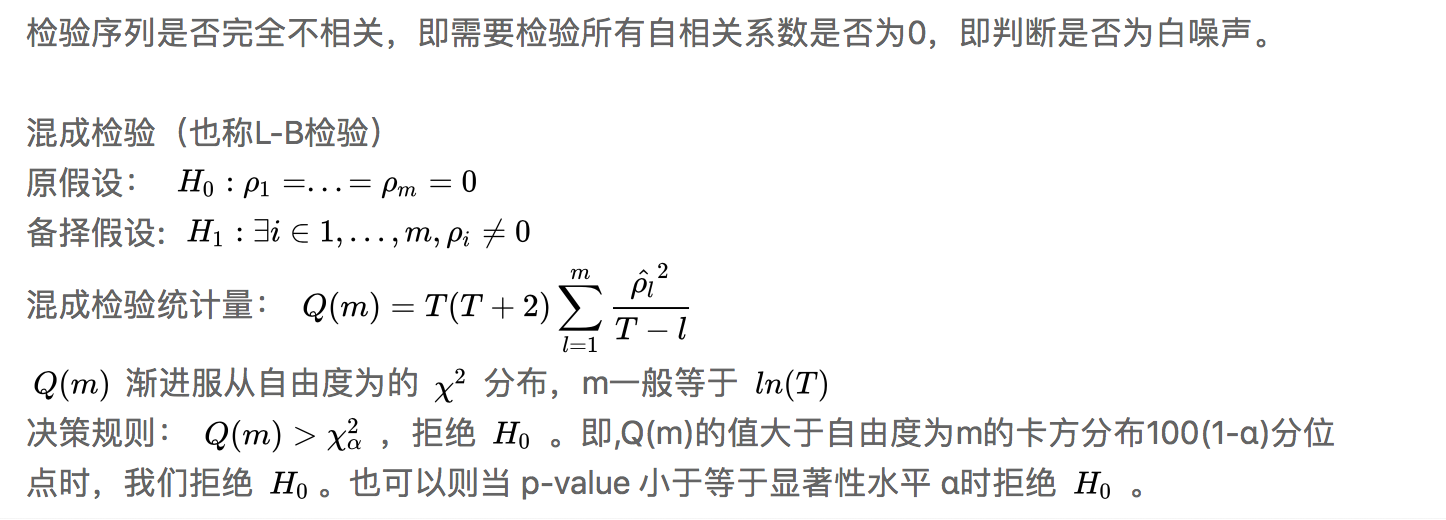 检验序列是否完全不相关，即需要检验所有自相关系数是否为0，即判断是否为白噪声。
混成检验（也称L-B检验）
原假设： $H_0 : \rho_1 = \ldots = \rho_m = 0$
备择假设: $H_1 : \exists i \in 1, \ldots, m, \rho_i \neq 0$
混成检验统计量： $Q(m) = T(T+2) \sum_{l=1}^{m} \frac{\hat{\rho_l}^2}{T-l}$
$Q(m)$ 渐进服从自由度为的 $\chi^2$ 分布，m一般等于 $ln(T)$
决策规则： $Q(m) > \chi_\alpha^2$ ，拒绝 $H_0$ 。即,Q(m)的值大于自由度为m的卡方分布100(1-α)分位
点时，我们拒绝 $H_0$ 。也可以则当 p-value 小于等于显著性水平 α时拒绝 $H_0$ 。